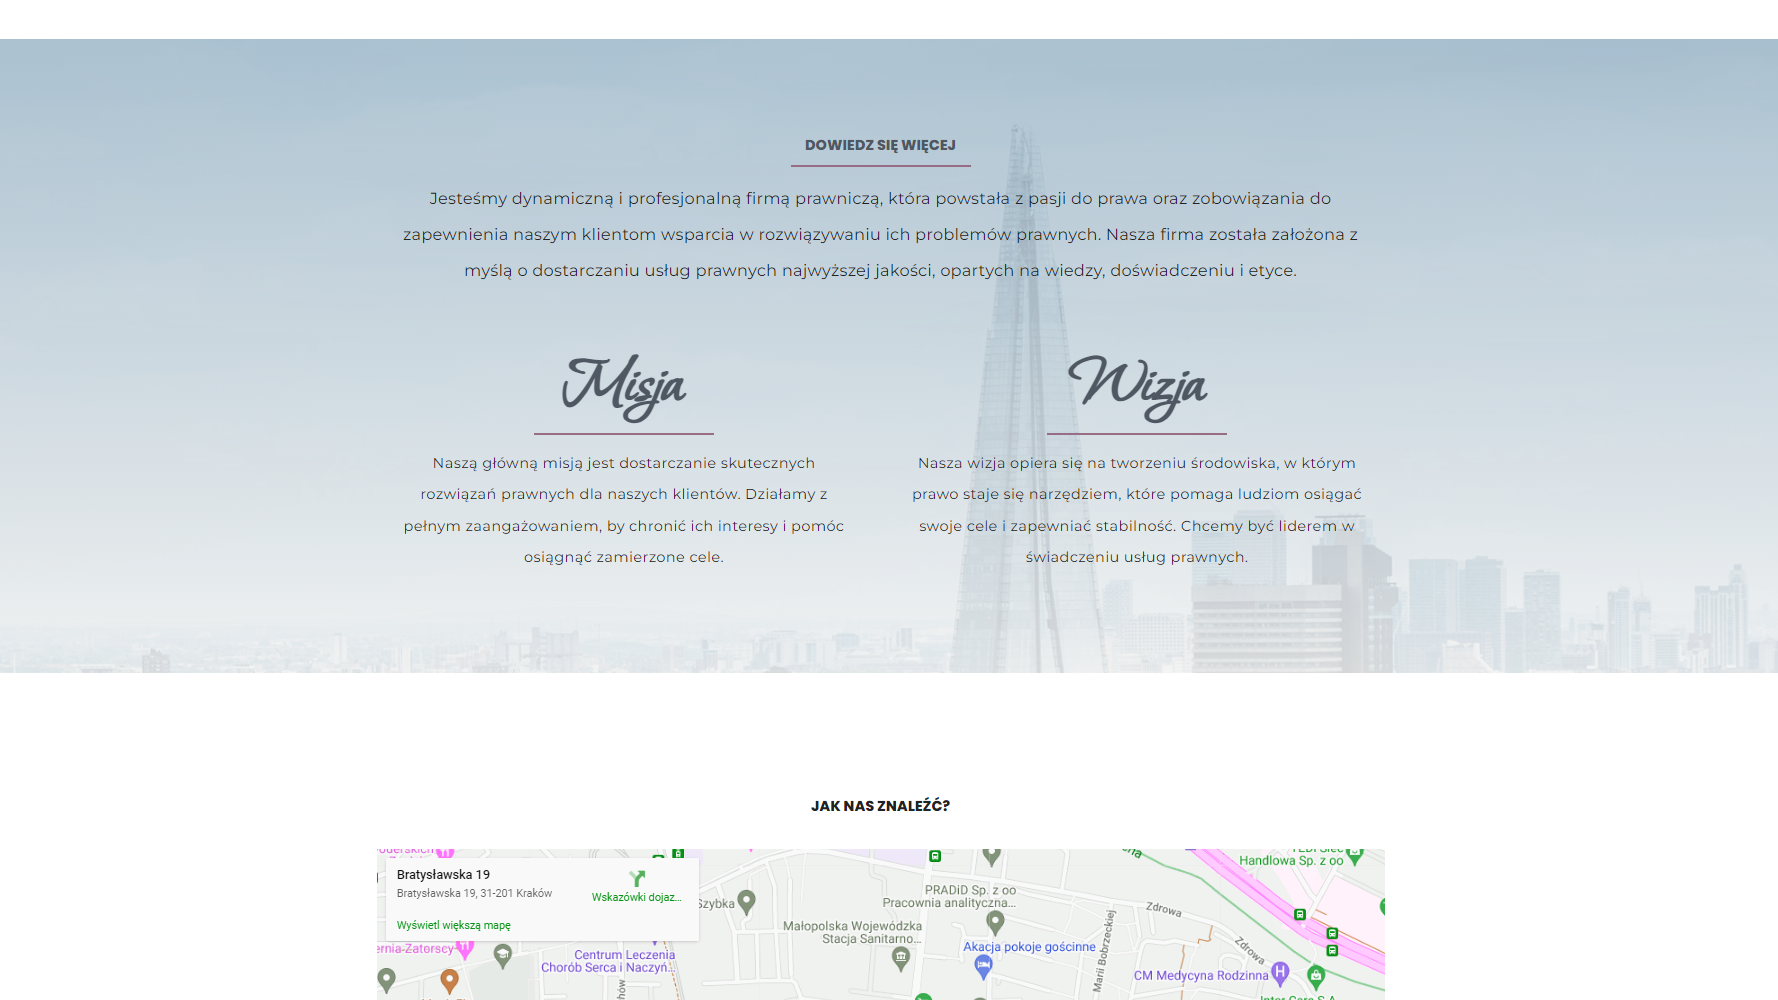 DOWIEDZ SIĘ WIĘCEJ
Jesteśmy dynamiczną i profesjonalną firmą prawniczą, która powstała z pasji do prawa oraz zobowiązania do
zapewnienia naszym klientom wsparcia w rozwiązywaniu ich problemów prawnych. Nasza firma została założona z
myślą o dostarczaniu usług prawnych najwyższej jakości, opartych na wiedzy, doświadczeniu i etyce.
Misja
Naszą główną misją jest dostarczanie skutecznych
rozwiązań prawnych dla naszych klientów. Działamy z
pełnym zaangażowaniem, by chronić ich interesy i pomóc
osiągnąć zamierzone cele.
Wizja
Nasza wizja opiera się na tworzeniu środowiska, w którym
prawo staje się narzędziem, które pomaga ludziom osiągać
swoje cele i zapewniać stabilność. Chcemy być liderem w
świadczeniu usług prawnych.
JAK NAS ZNALEŹĆ?
Bratysławska 19
Bratysławska 19, 31-201 Kraków
Wskazówki dojaz...
Wyświetl większą mapę
Szybka
PRADiD Sp. z oo
Pracownia analityczna...
Małopolska Wojewódzka
Stacja Sanitarno...
Akacja pokoje gościnne
Marii Bobrzeckiej
Zdrowa
Zdrowa
Handlowa Sp. z oo
CM Medycyna Rodzinna
ernia-Zatorscy
Centrum Leczenia
Chorób Serca i Naczyń...